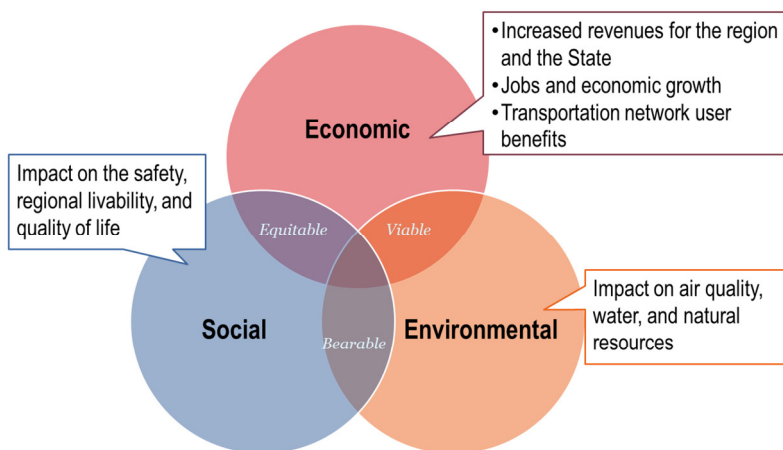 • Increased revenues for the region
and the State
• Jobs and economic growth
• Transportation network user
benefits
Economic
Impact on the safety,
regional livability, and
quality of life
Equitable
Viable
Impact on air quality,
water, and natural
resources
Social
Bearable
Environmental